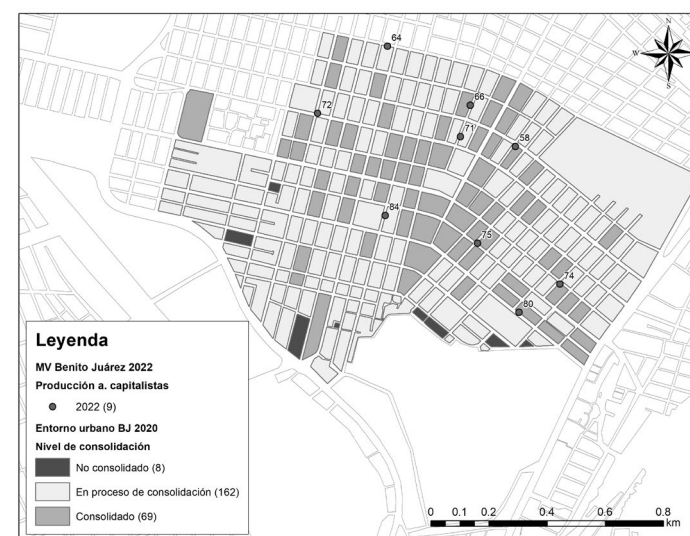 N
W E
S
64
66
72
71
58
84
75
74
80
Leyenda
MV Benito Juárez 2022
Producción a. capitalistas
2022 (9)
Entorno urbano BJ 2020
Nivel de consolidación
No consolidado (8)
En proceso de consolidación (162)
Consolidado (69)
0 0.1 0.2 0.4 0.6 0.8
km